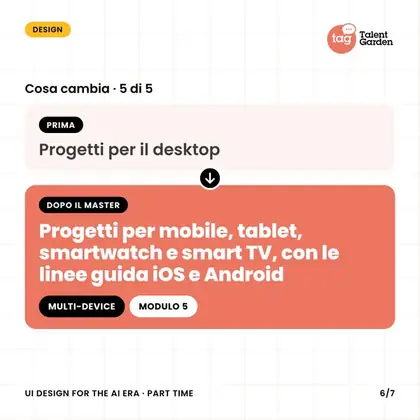 DESIGN
tag
Talent
Garden
Cosa cambia · 5 di 5
PRIMA
Progetti per il desktop
DOPO IL MASTER
Progetti per mobile, tablet,
smartwatch e smart TV, con le
linee guida iOS e Android
MULTI-DEVICE
MODULO 5
UI DESIGN FOR THE AI ERA · PART TIME
6/7